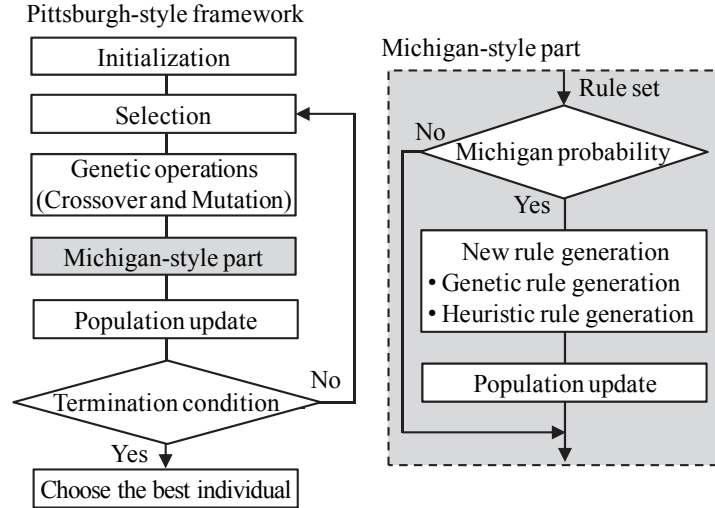 Pittsburgh-style framework
Initialization
Selection
Genetic operations
(Crossover and Mutation)
Michigan-style part
Population update
No
Termination condition
Yes
Choose the best individual
Michigan-style part
Rule set
No
Michigan probability
Yes
New rule generation
• Genetic rule generation
• Heuristic rule generation
Population update